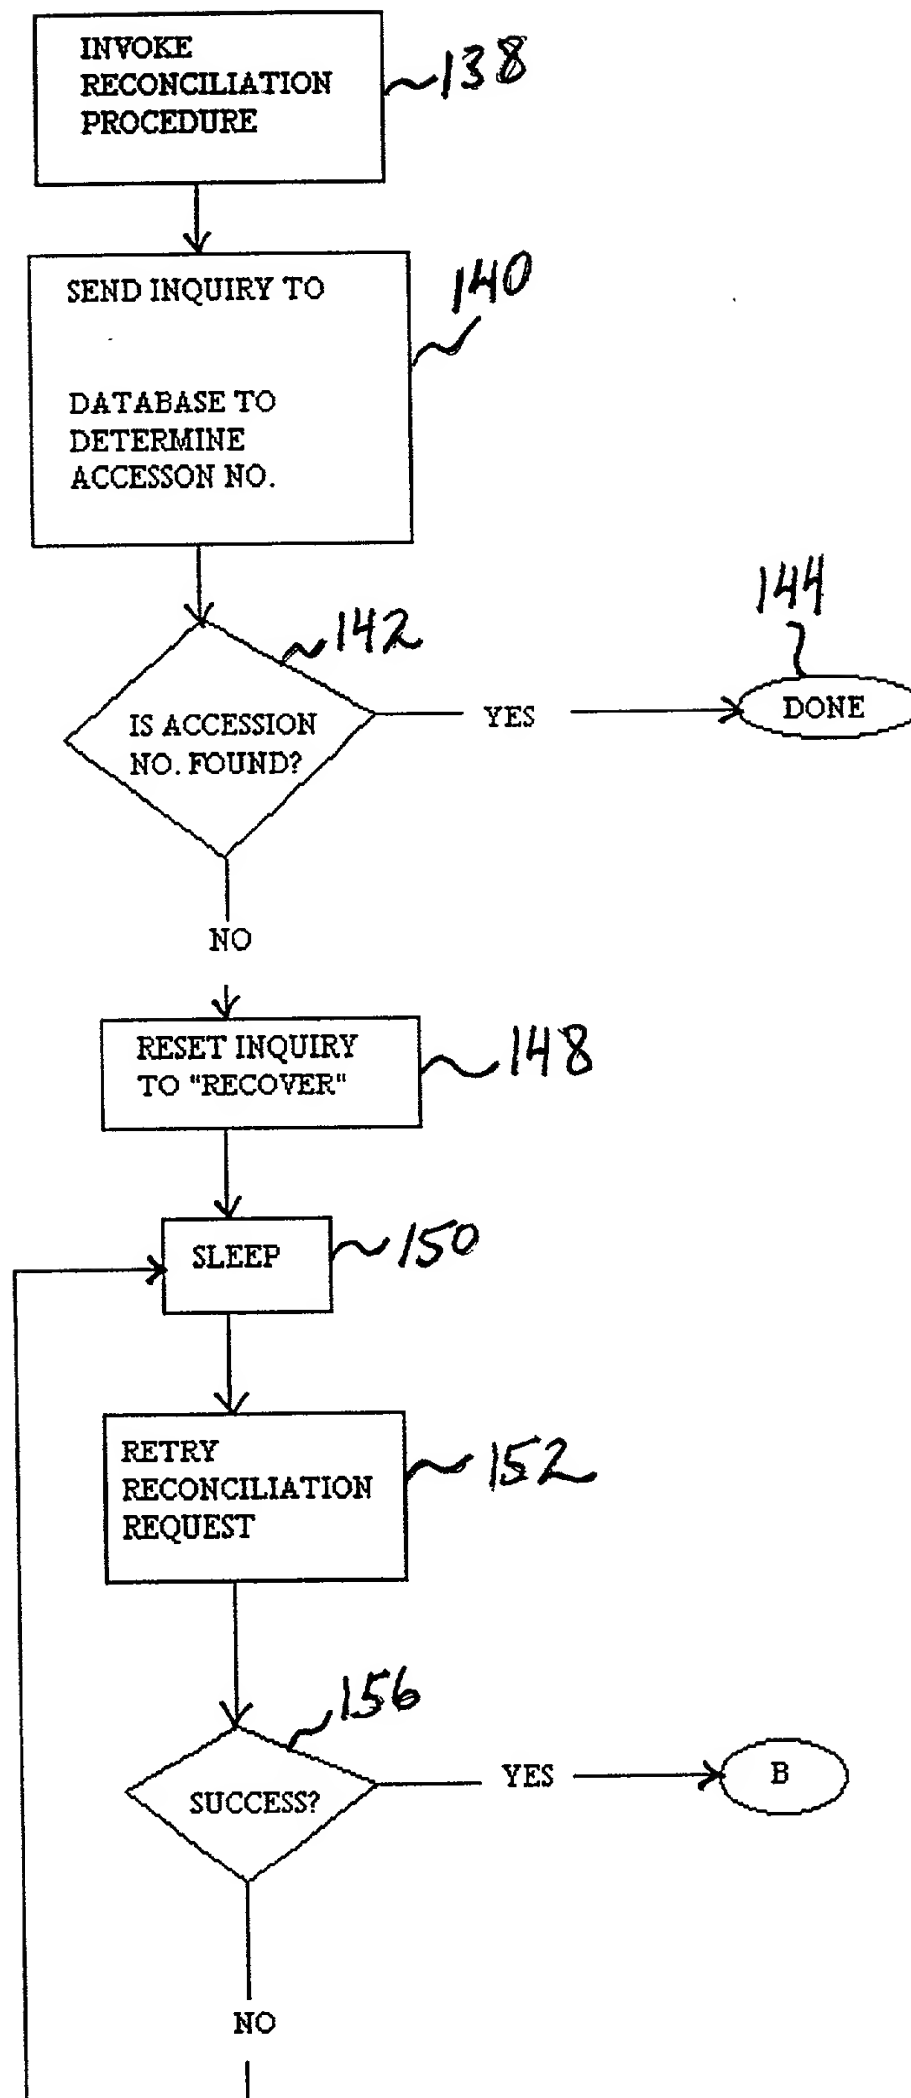 INVOKE
RECONCILIATION
PROCEDURE
138
SEND INQUIRY TO
140
DATABASE TO
DETERMINE
ACCESSON NO.
142
144
IS ACCESSION
NO. FOUND?
YES
DONE
NO
RESET INQUIRY
TO "RECOVER"
148
SLEEP
150
RETRY
RECONCILIATION
REQUEST
152
156
SUCCESS?
YES
B
NO